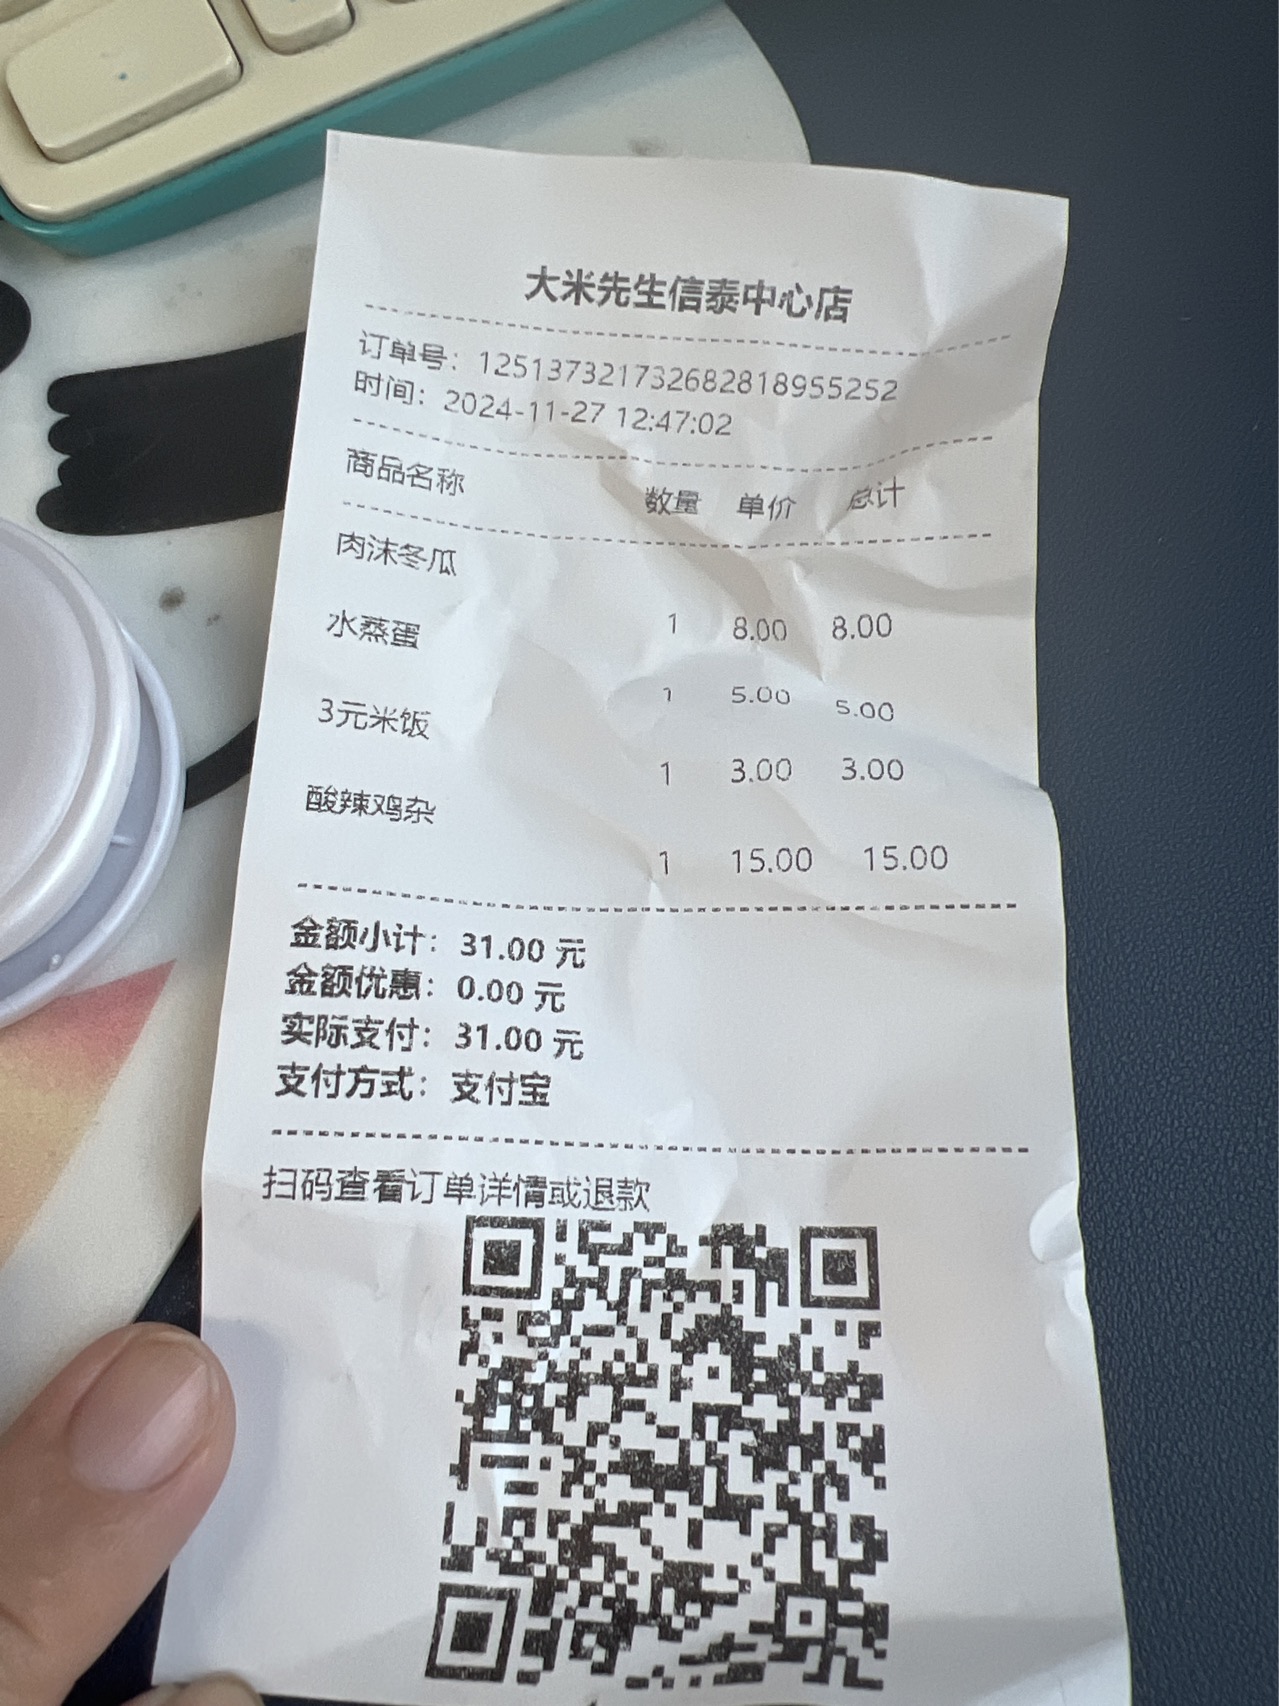 大米先生信泰中心店
订单号：125137321732682818955252
时间：2024-11-27 12:47:02
商品名称 数量 单价 总计
肉沫冬瓜
1 8.00 8.00
水蒸蛋
1 5.00 5.00
3元米饭
1 3.00 3.00
酸辣鸡杂
1 15.00 15.00
金额小计：31.00 元
金额优惠：0.00 元
实际支付：31.00 元
支付方式：支付宝
扫码查看订单详情或退款